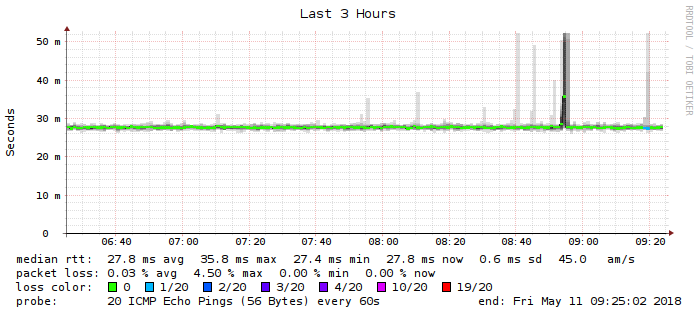 Last 3 Hours
RRDTOOL / TOBI OETIKER
Seconds
50 m
40 m
30 m
20 m
10 m
0
06:40 07:00 07:20 07:40 08:00 08:20 08:40 09:00 09:20
median rtt: 27.8 ms avg 35.8 ms max 27.4 ms min 27.8 ms now 0.6 ms sd 45.0 am/s
packet loss: 0.03 % avg 4.50 % max 0.00 % min 0.00 % now
loss color: 0 1/20 2/20 3/20 4/20 10/20 19/20
probe: 20 ICMP Echo Pings (56 Bytes) every 60s end: Fri May 11 09:25:02 2018